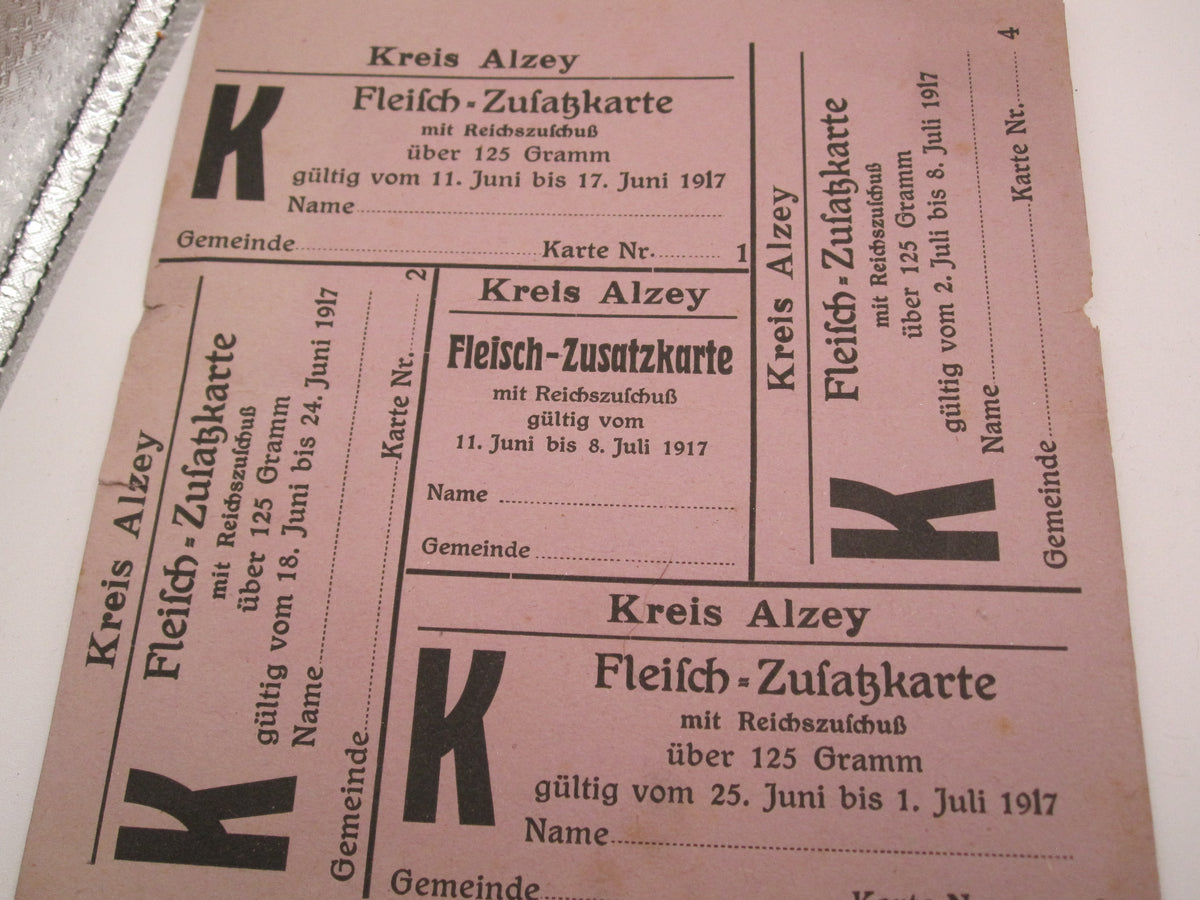 Kreis Alzey
K
Fleiſch-Zuſatzkarte
mit Reichszuſchuß
über 125 Gramm
gültig vom 11. Juni bis 17. Juni 1917
Name
Gemeinde Karte Nr. 1
Kreis Alzey
Fleiſch-Zuſatzkarte
mit Reichszuſchuß
über 125 Gramm
gültig vom 18. Juni bis 24. Juni 1917
Name
Gemeinde Karte Nr. 2
K
Kreis Alzey
Fleisch-Zusatzkarte
mit Reichszuſchuß
gültig vom
11. Juni bis 8. Juli 1917
Name
Gemeinde
Kreis Alzey
Fleiſch-Zuſatzkarte
mit Reichszuſchuß
über 125 Gramm
gültig vom 2. Juli bis 8. Juli 1917
Name
Gemeinde Karte Nr. 4
K
Kreis Alzey
K
Fleiſch-Zuſatzkarte
mit Reichszuſchuß
über 125 Gramm
gültig vom 25. Juni bis 1. Juli 1917
Name
Gemeinde